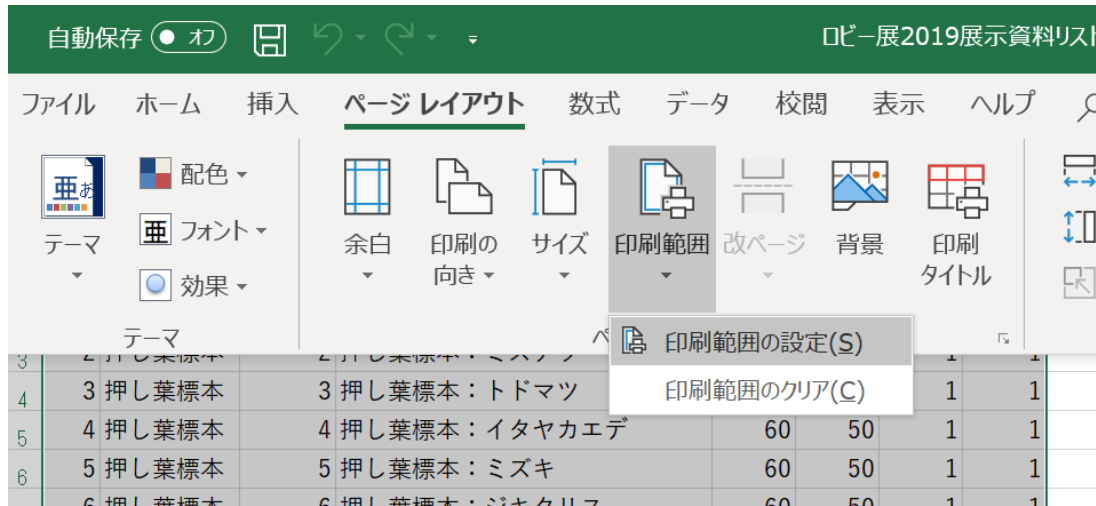 自動保存 オフ ロビー展2019展示資料リスト
ファイル ホーム 挿入 ページ レイアウト 数式 データ 校閲 表示 ヘルプ
亜あ
テーマ
配色
亜 フォント
効果
余白
印刷の
向き
サイズ
印刷範囲
改ページ
背景
印刷
タイトル
テーマ
印刷範囲の設定(S)
印刷範囲のクリア(C)
4 3 押し葉標本 3 押し葉標本：トドマツ 1 1
5 4 押し葉標本 4 押し葉標本：イタヤカエデ 60 50 1 1
6 5 押し葉標本 5 押し葉標本：ミズキ 60 50 1 1